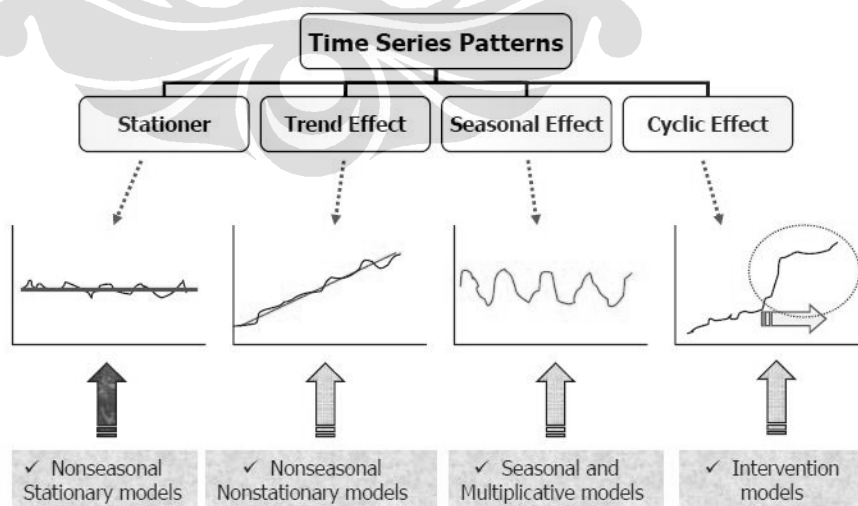 Time Series Patterns
Stationer
Trend Effect
Seasonal Effect
Cyclic Effect
✓ Nonseasonal
Stationary models
✓ Nonseasonal
Nonstationary models
✓ Seasonal and
Multiplicative models
✓ Intervention
models